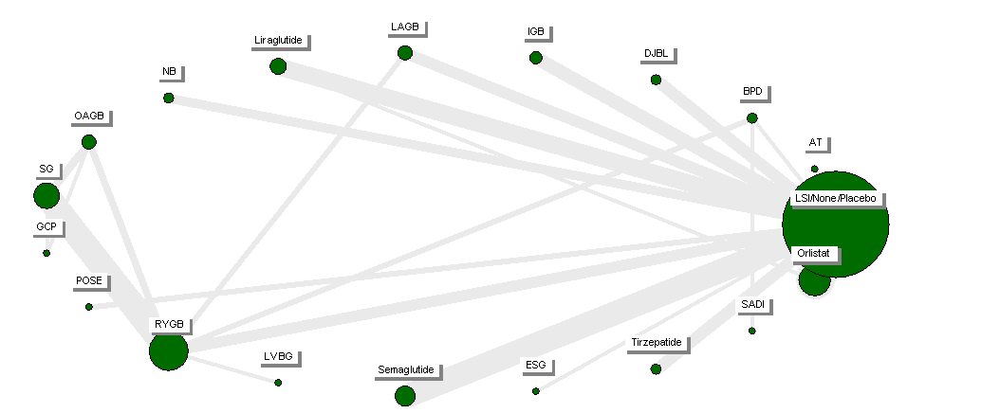 LAGB
IGB
Liraglutide
DJBL
NB
BPD
OAGB
AT
SG
LSI/None/Placebo
GCP
Orlistat
POSE
SADI
RYGB
Tirzepatide
LVBG
ESG
Semaglutide